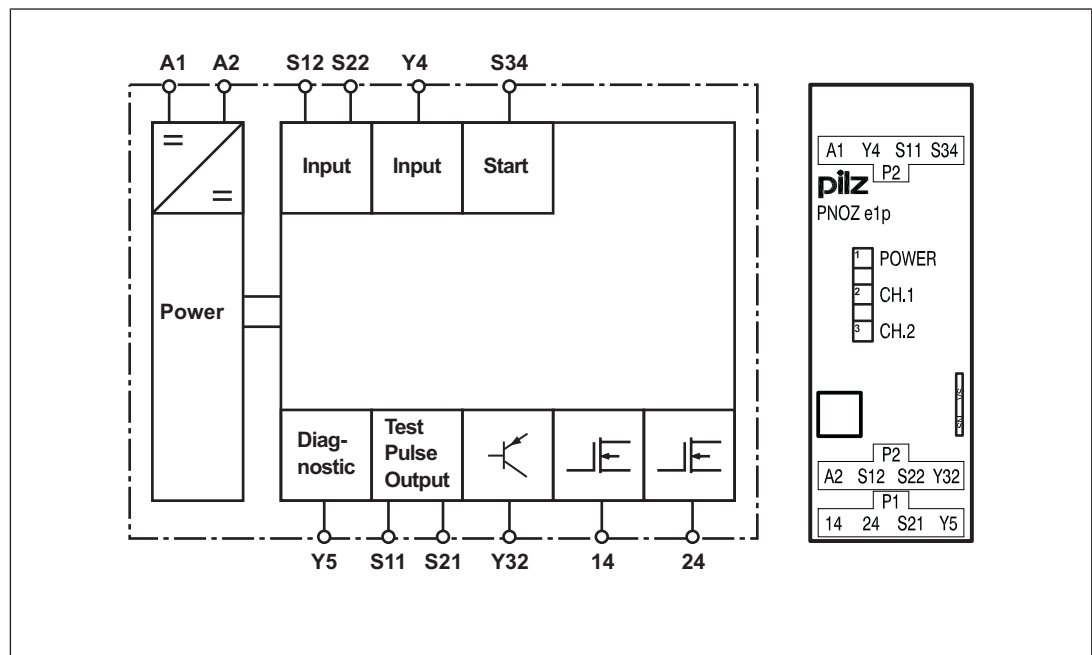 A1 A2 S12 S22 Y4 S34
=
=
Input Input Start
Power
Diag-
nostic
Test
Pulse
Output
Y5 S11 S21 Y32 14 24
A1 Y4 S11 S34
P2
pilz
PNOZ e1p
1 POWER
2 CH.1
3 CH.2
P2
A2 S12 S22 Y32
P1
14 24 S21 Y5